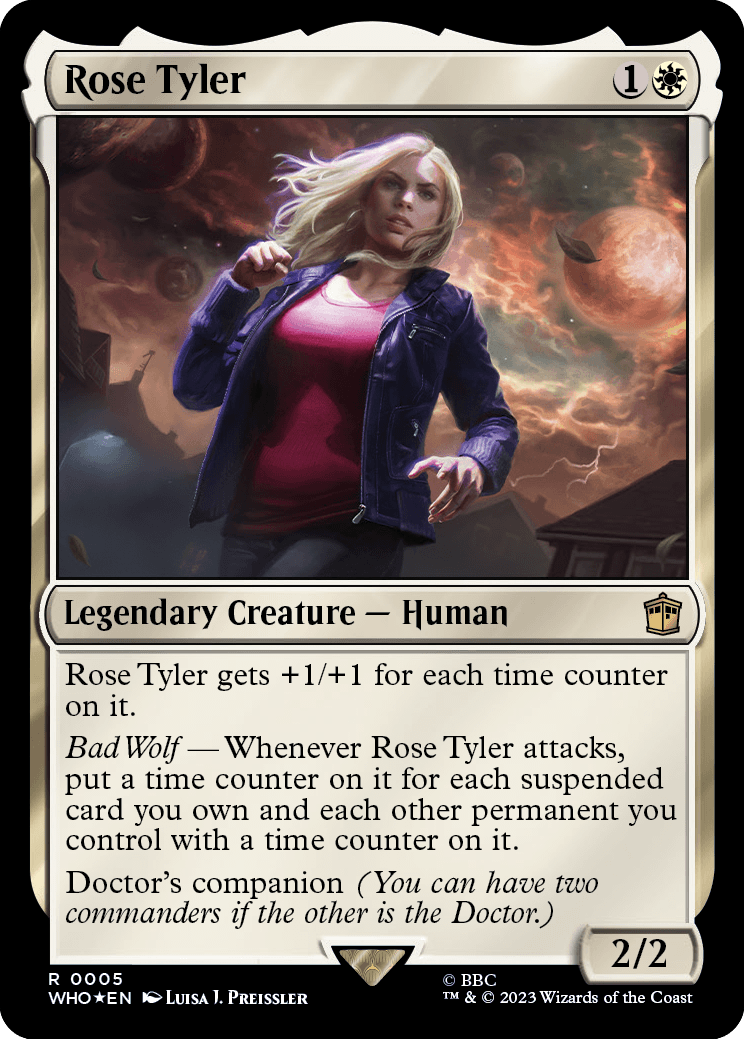 Rose Tyler 1
Legendary Creature — Human
Rose Tyler gets +1/+1 for each time counter
on it.
Bad Wolf — Whenever Rose Tyler attacks,
put a time counter on it for each suspended
card you own and each other permanent you
control with a time counter on it.
Doctor's companion (You can have two
commanders if the other is the Doctor.)
2/2
R 0005
WHO★EN Luisa J. Preissler
© BBC
™ & © 2023 Wizards of the Coast